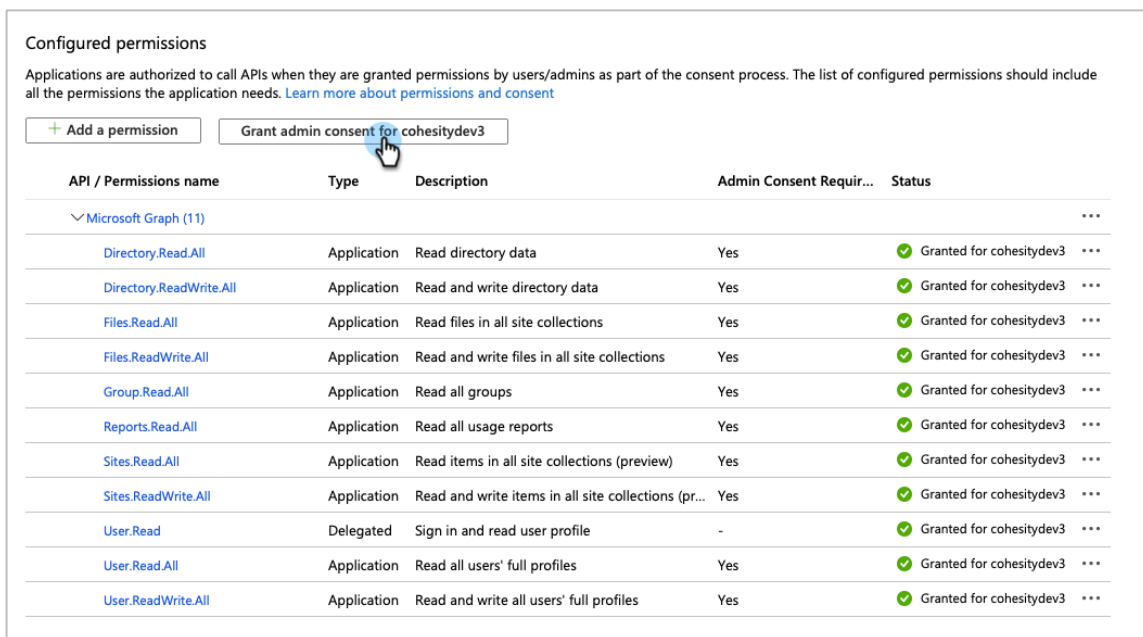 Configured permissions
Applications are authorized to call APIs when they are granted permissions by users/admins as part of the consent process. The list of configured permissions should include
all the permissions the application needs. Learn more about permissions and consent
+ Add a permission Grant admin consent for cohesitydev3
API / Permissions name Type Description Admin Consent Requir... Status
Microsoft Graph (11) ...
Directory.Read.All Application Read directory data Yes Granted for cohesitydev3 ...
Directory.ReadWrite.All Application Read and write directory data Yes Granted for cohesitydev3 ...
Files.Read.All Application Read files in all site collections Yes Granted for cohesitydev3 ...
Files.ReadWrite.All Application Read and write files in all site collections Yes Granted for cohesitydev3 ...
Group.Read.All Application Read all groups Yes Granted for cohesitydev3 ...
Reports.Read.All Application Read all usage reports Yes Granted for cohesitydev3 ...
Sites.Read.All Application Read items in all site collections (preview) Yes Granted for cohesitydev3 ...
Sites.ReadWrite.All Application Read and write items in all site collections (pr... Yes Granted for cohesitydev3 ...
User.Read Delegated Sign in and read user profile - Granted for cohesitydev3 ...
User.Read.All Application Read all users' full profiles Yes Granted for cohesitydev3 ...
User.ReadWrite.All Application Read and write all users' full profiles Yes Granted for cohesitydev3 ...